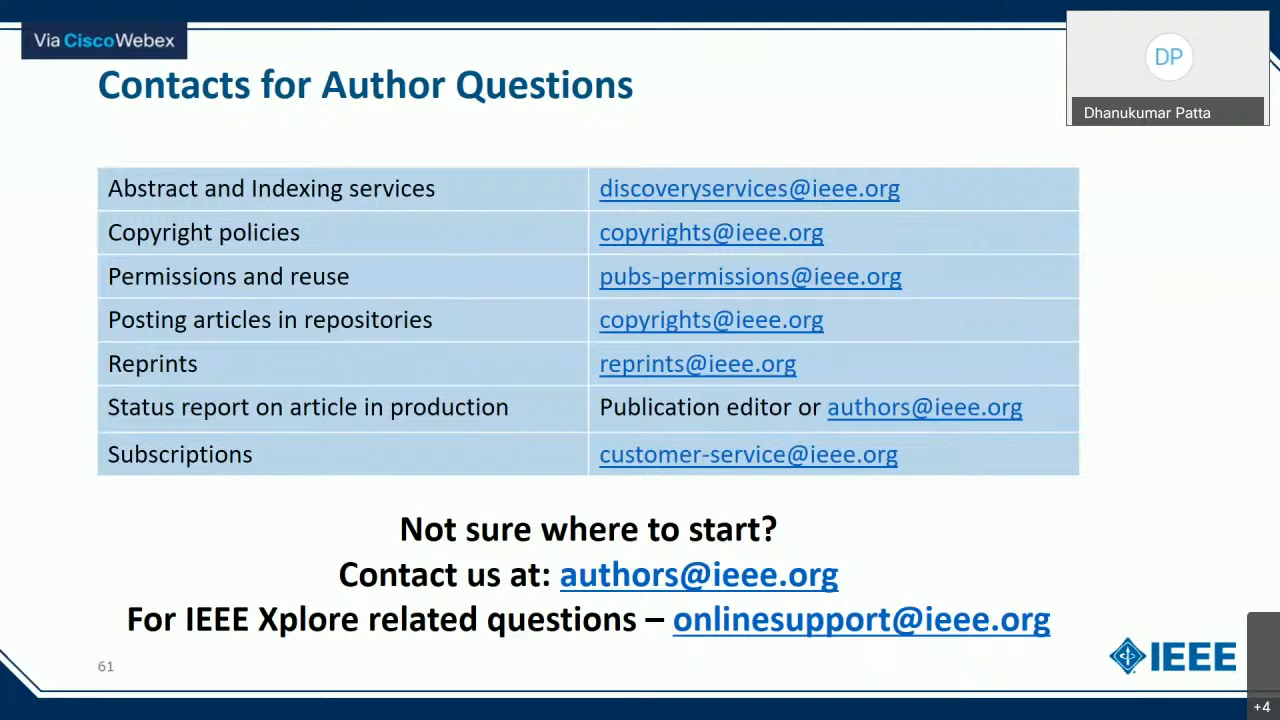 Via CiscoWebex
DP
Dhanukumar Patta
Contacts for Author Questions
Abstract and Indexing services discoveryservices@ieee.org
Copyright policies copyrights@ieee.org
Permissions and reuse pubs-permissions@ieee.org
Posting articles in repositories copyrights@ieee.org
Reprints reprints@ieee.org
Status report on article in production Publication editor or authors@ieee.org
Subscriptions customer-service@ieee.org
Not sure where to start?
Contact us at: authors@ieee.org
For IEEE Xplore related questions – onlinesupport@ieee.org
61
IEEE
+4